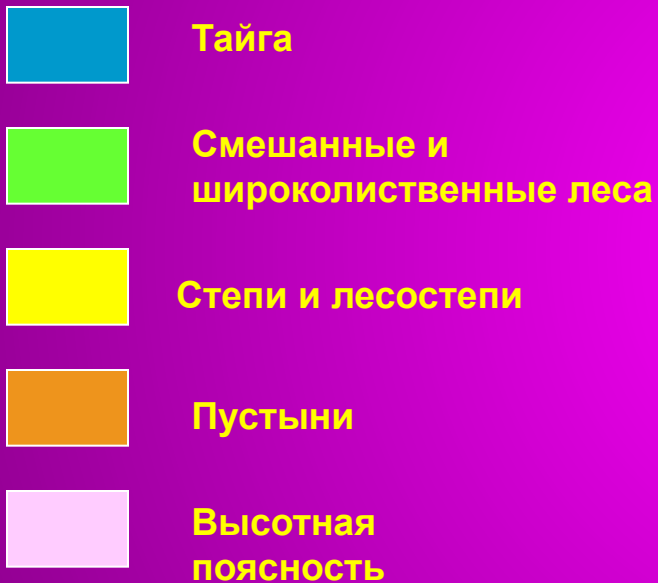 Тайга
Смешанные и
широколиственные леса
Степи и лесостепи
Пустыни
Высотная
поясность